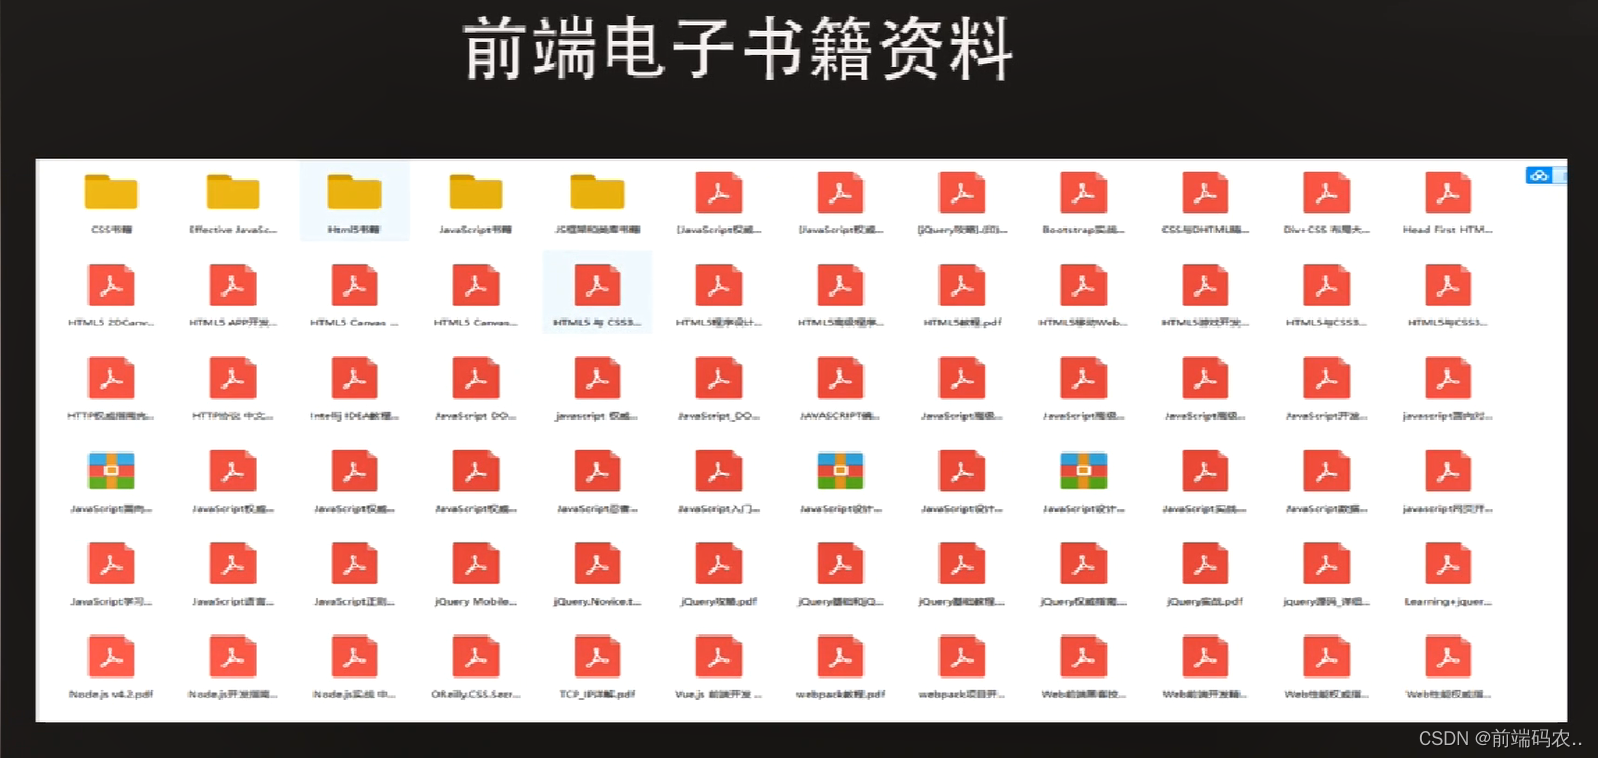 前端电子书籍资料
CSS书籍 Effective JavaSc... Html5书籍 JavaScript书籍 JS框架和类库书籍 [JavaScript权威... [JavaScript权威... [jQuery攻略].(印)... Bootstrap实战... CSS与DHTML精... Div+CSS 布局大... Head First HTM...
HTML5 2DCanv... HTML5 APP开发... HTML5 Canvas ... HTML5 Canvas... HTML5 与 CSS3... HTML5程序设计... HTML5高级程序... HTML5教程.pdf HTML5移动Web... HTML5游戏开发... HTML5与CSS3... HTML5与CSS3...
HTTP权威指南... HTTP协议 中文... Intellij IDEA教程... JavaScript DO... javascript 权威... JavaScript_DO... JAVASCRIPT... JavaScript高级... JavaScript高级... JavaScript高级... JavaScript开发... javascript面向对...
JavaScript面向... JavaScript权威... JavaScript权威... JavaScript权威... JavaScript忍者... JavaScript入门... JavaScript设计... JavaScript设计... JavaScript设计... JavaScript实战... JavaScript数据... javascript网页开...
JavaScript学习... JavaScript语言... JavaScript正则... jQuery Mobile... jQuery.Novice.t... jQuery攻略.pdf jQuery基础和jQ... jQuery基础教程... jQuery权威指南... jQuery实战.pdf jquery源码_详细... Learning+jquer...
Node.js v4.2.pdf Node.js开发指南... Node.js实战 中... OReilly.CSS.Secr... TCP_IP详解.pdf Vue.js 前端开发 ... webpack教程.pdf webpack项目开... Web前端黑客技... Web前端开发精... Web性能权威指... Web性能权威指...
CSDN @前端码农..